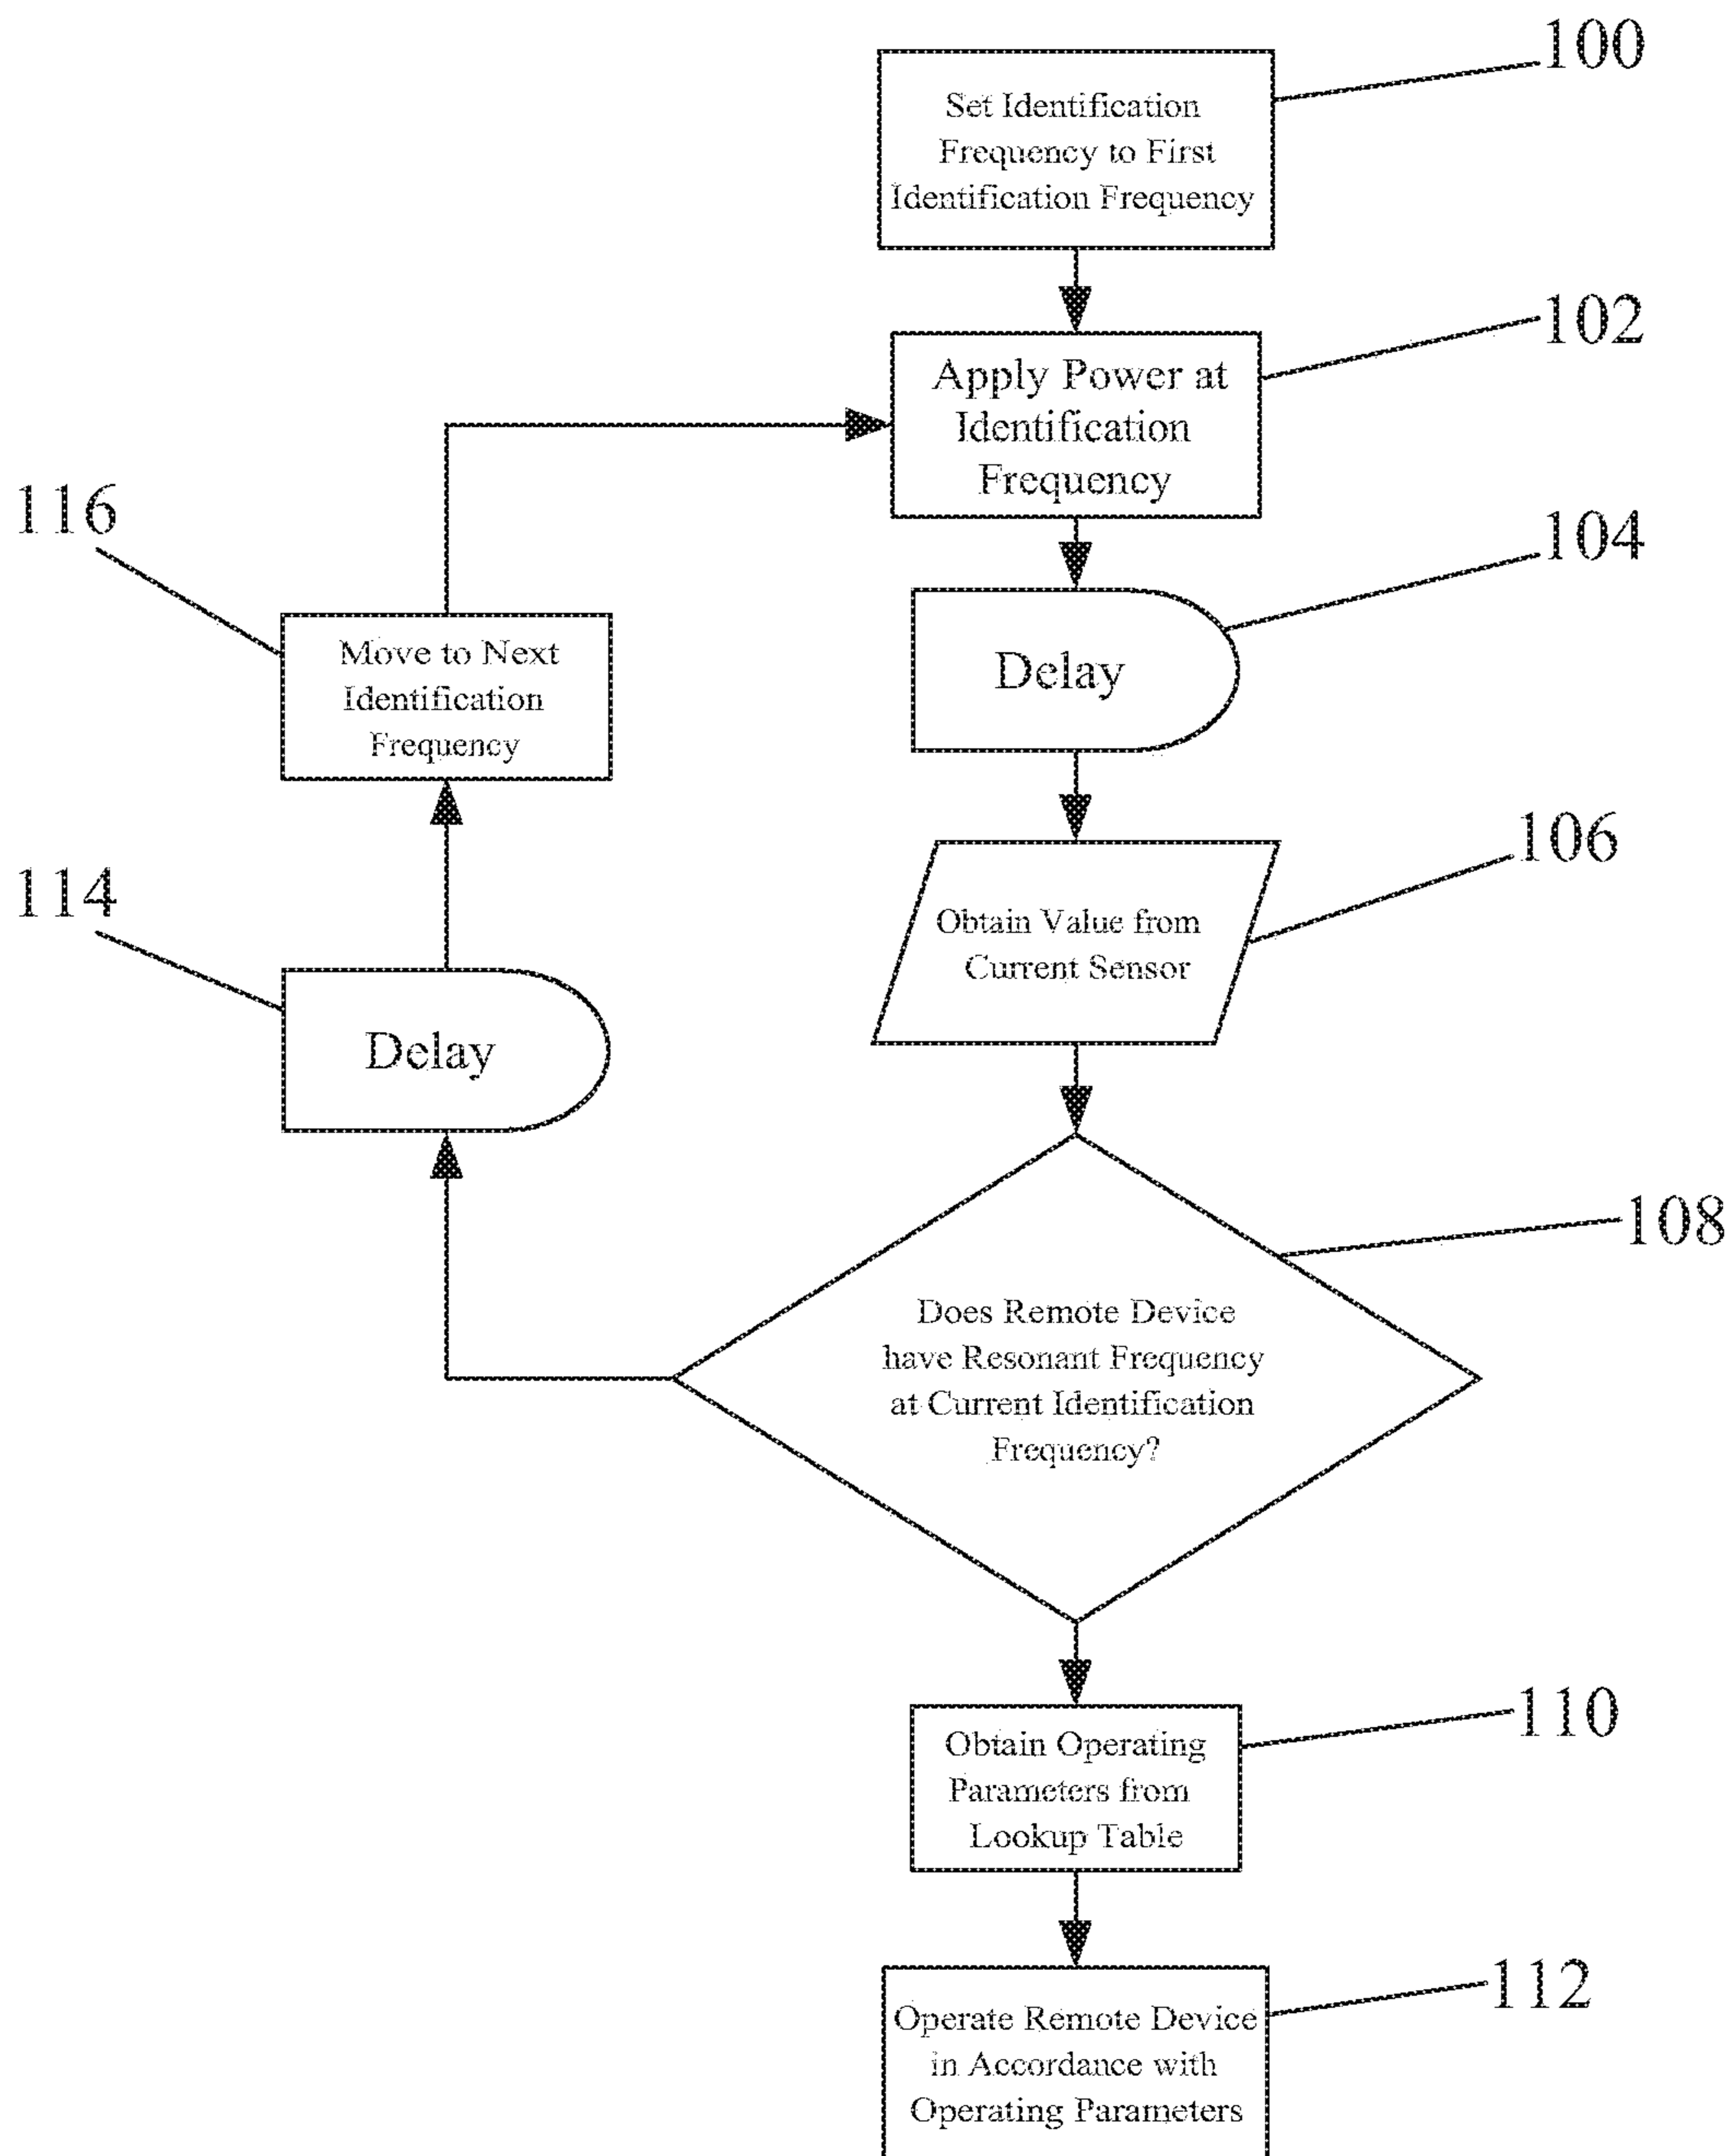 100
Set Identification
Frequency to First
Identification Frequency
102
Apply Power at
Identification
Frequency
104
Delay
116
Move to Next
Identification
Frequency
106
Obtain Value from
Current Sensor
114
Delay
108
Does Remote Device
have Resonant Frequency
at Current Identification
Frequency?
110
Obtain Operating
Parameters from
Lookup Table
112
Operate Remote Device
in Accordance with
Operating Parameters